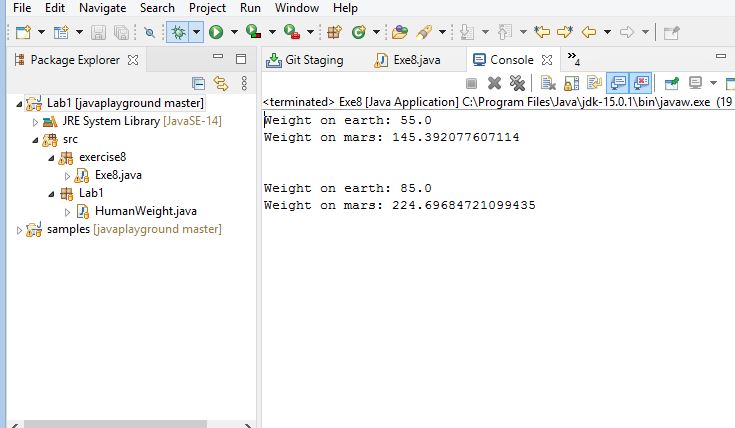 File Edit Navigate Search Project Run Window Help
Package Explorer
Lab1 [javaplayground master]
JRE System Library [JavaSE-14]
src
exercise8
Exe8.java
Lab1
HumanWeight.java
samples [javaplayground master]
Git Staging Exe8.java Console »4
<terminated> Exe8 [Java Application] C:\Program Files\Java\jdk-15.0.1\bin\javaw.exe (19
Weight on earth: 55.0
Weight on mars: 145.392077607114
Weight on earth: 85.0
Weight on mars: 224.69684721099435